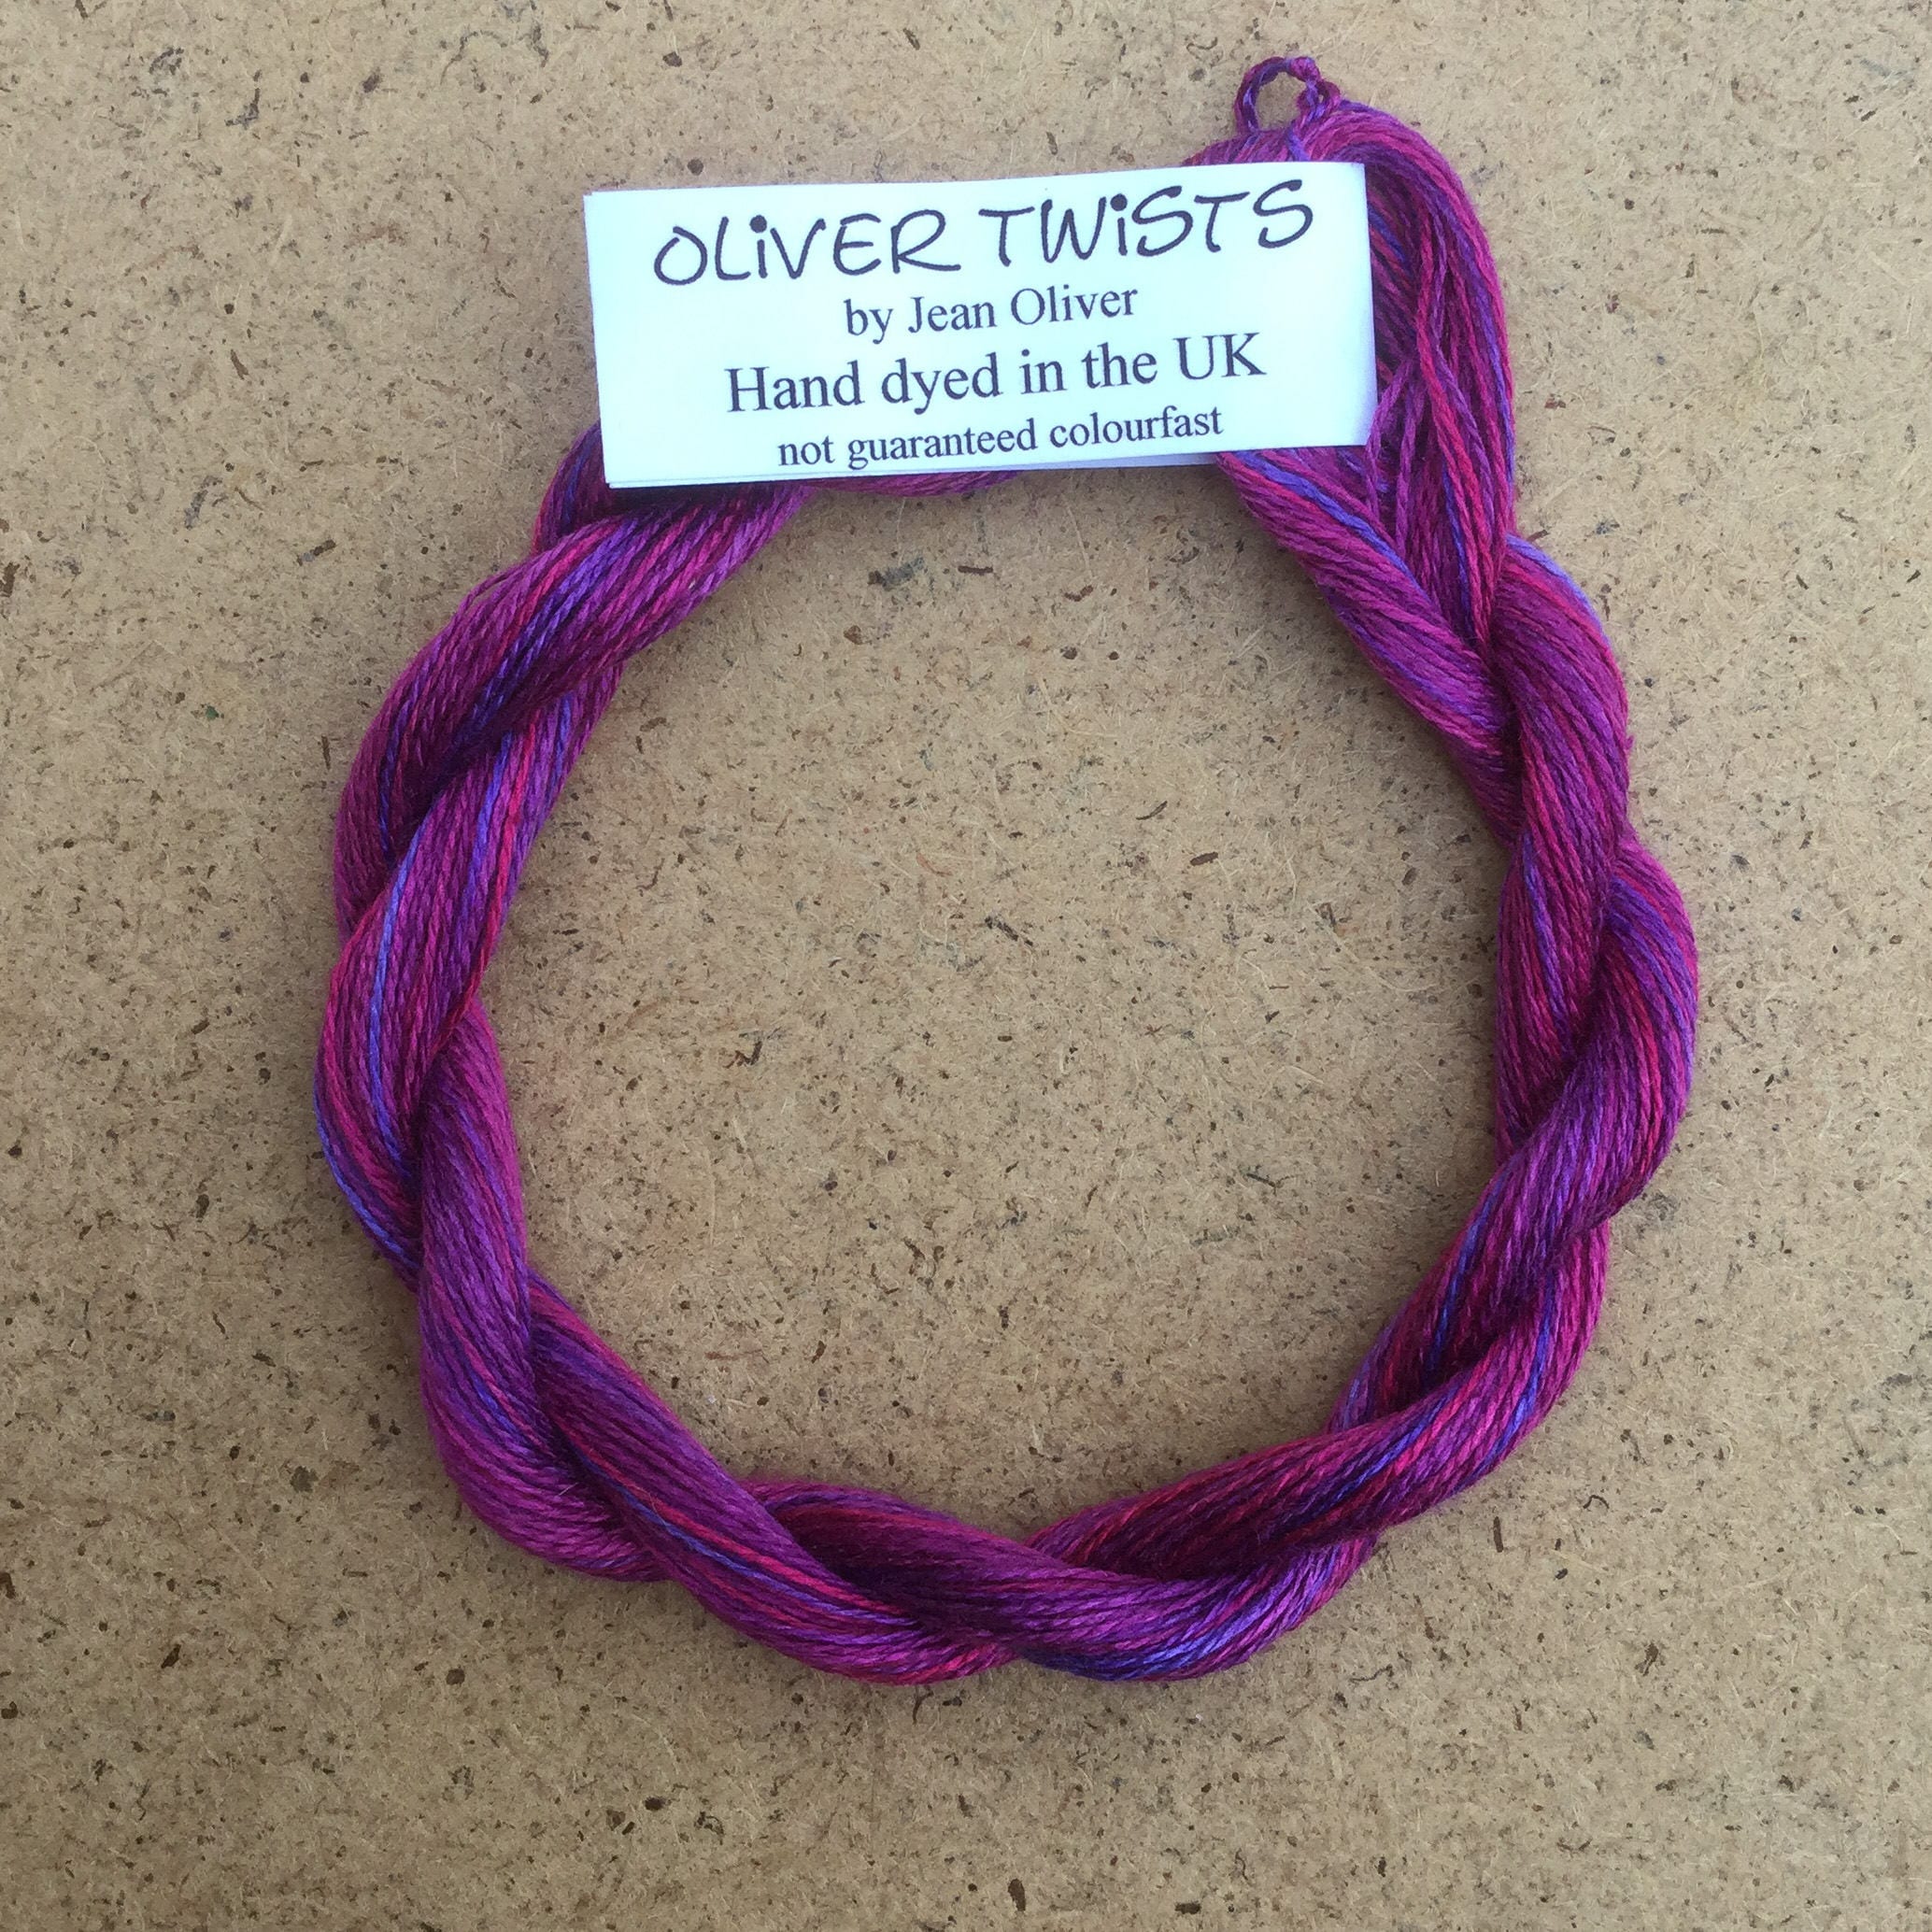 OLiVER TWiSTS
by Jean Oliver
Hand dyed in the UK
not guaranteed colourfast